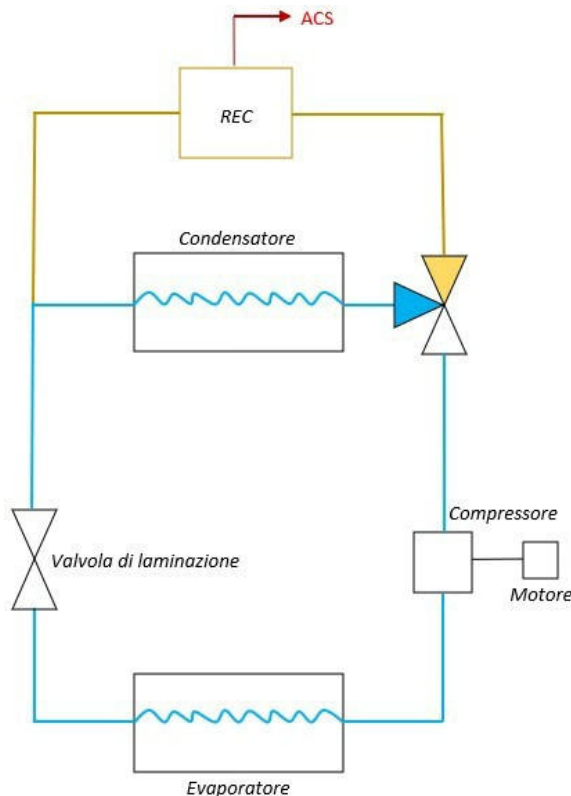 ACS
REC
Condensatore
Compressore
Valvola di laminazione
Motore
Evaporatore